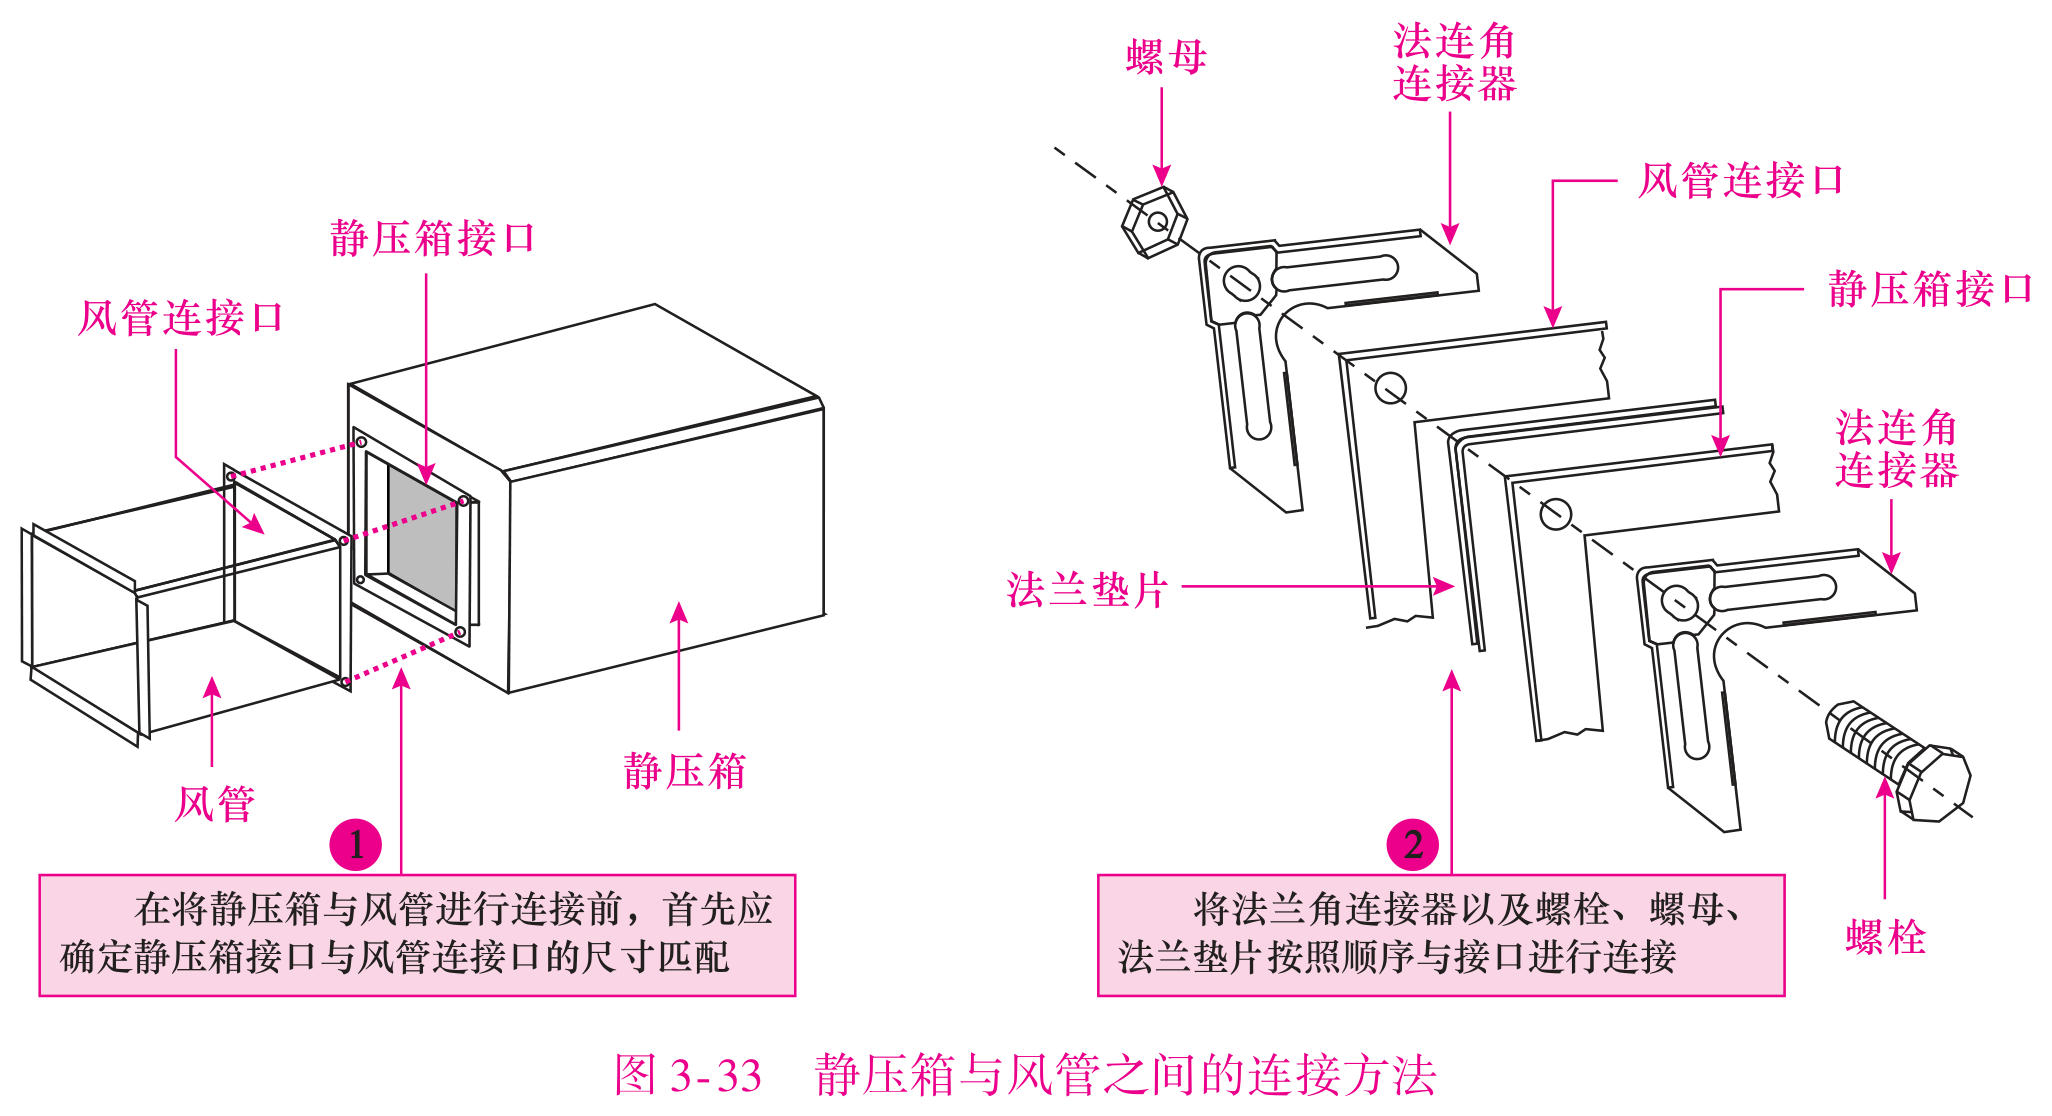 螺母
法连角
连接器
风管连接口
静压箱接口
静压箱接口
风管连接口
法连角
连接器
法兰垫片
静压箱
风管
螺栓
1
在将静压箱与风管进行连接前，首先应
确定静压箱接口与风管连接口的尺寸匹配
2
将法兰角连接器以及螺栓、螺母、
法兰垫片按照顺序与接口进行连接
图 3-33 静压箱与风管之间的连接方法